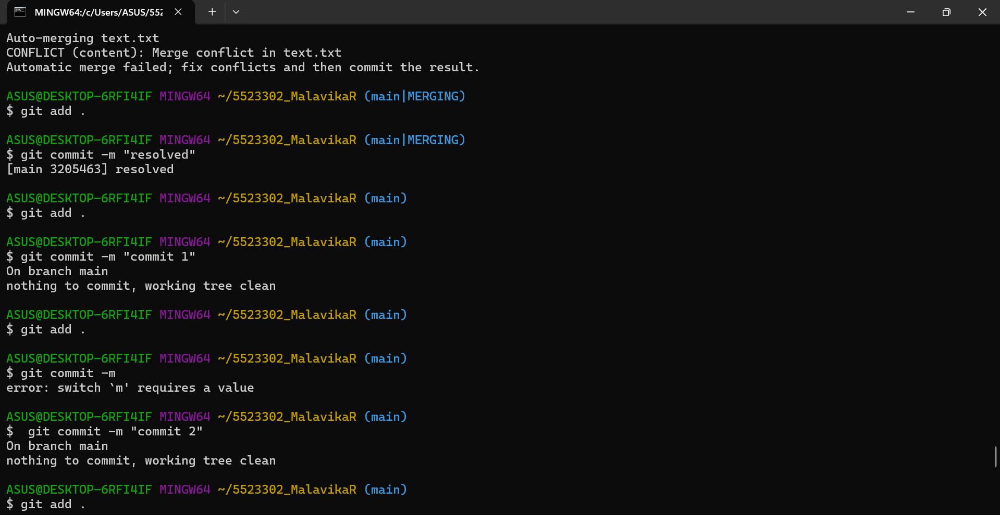 MINGW64:/c/Users/ASUS/552
Auto-merging text.txt
CONFLICT (content): Merge conflict in text.txt
Automatic merge failed; fix conflicts and then commit the result.
ASUS@DESKTOP-6RFI4IF MINGW64 ~/5523302_MalavikaR (main|MERGING)
$ git add .
ASUS@DESKTOP-6RFI4IF MINGW64 ~/5523302_MalavikaR (main|MERGING)
$ git commit -m "resolved"
[main 3205463] resolved
ASUS@DESKTOP-6RFI4IF MINGW64 ~/5523302_MalavikaR (main)
$ git add .
ASUS@DESKTOP-6RFI4IF MINGW64 ~/5523302_MalavikaR (main)
$ git commit -m "commit 1"
On branch main
nothing to commit, working tree clean
ASUS@DESKTOP-6RFI4IF MINGW64 ~/5523302_MalavikaR (main)
$ git add .
ASUS@DESKTOP-6RFI4IF MINGW64 ~/5523302_MalavikaR (main)
$ git commit -m
error: switch `m' requires a value
ASUS@DESKTOP-6RFI4IF MINGW64 ~/5523302_MalavikaR (main)
$  git commit -m "commit 2"
On branch main
nothing to commit, working tree clean
ASUS@DESKTOP-6RFI4IF MINGW64 ~/5523302_MalavikaR (main)
$ git add .